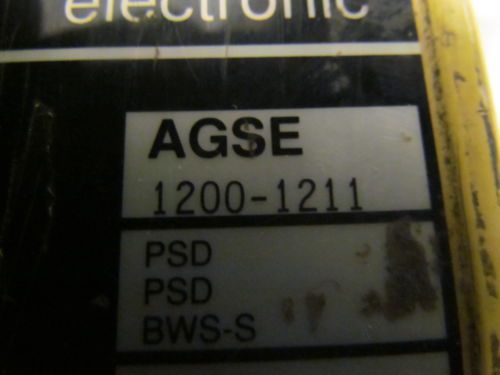 electronic
AGSE
1200-1211
PSD
PSD
BWS-S